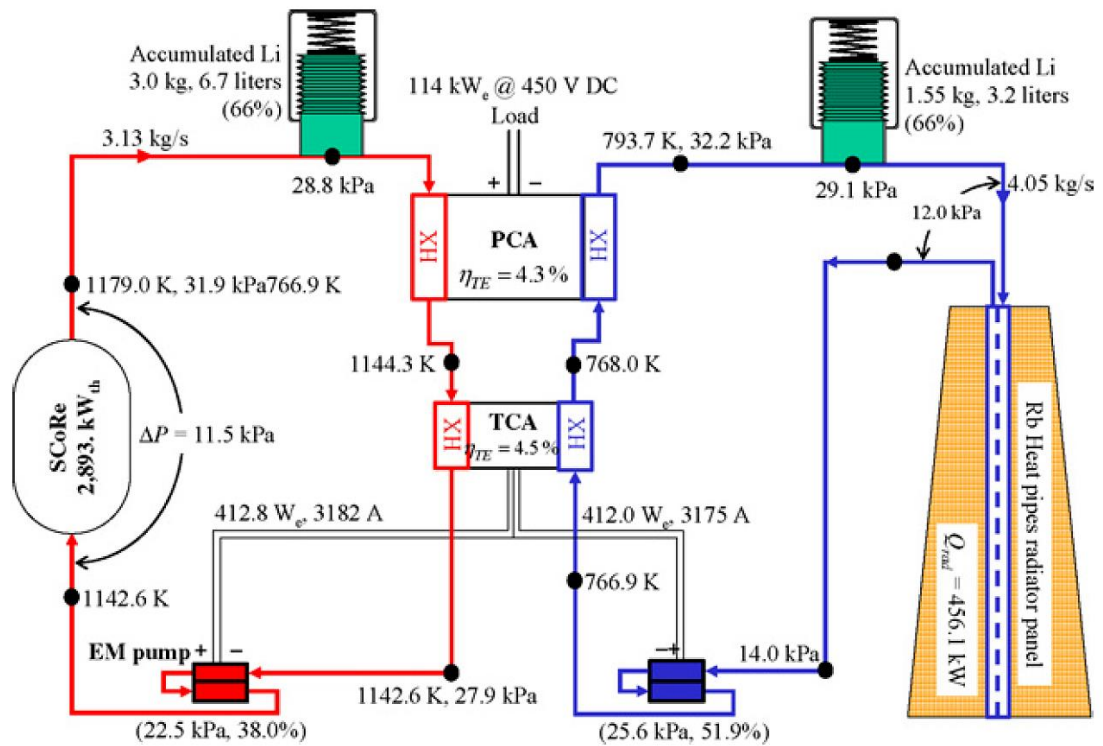 Accumulated Li
3.0 kg, 6.7 liters
(66%)
114 kWe @ 450 V DC
Load
+ −
Accumulated Li
1.55 kg, 3.2 liters
(66%)
3.13 kg/s
28.8 kPa
793.7 K, 32.2 kPa
29.1 kPa
4.05 kg/s
12.0 kPa
HX
PCA
ηTE = 4.3 %
HX
1179.0 K, 31.9 kPa766.9 K
1144.3 K
768.0 K
SCoRe
2,893. kWth
ΔP = 11.5 kPa
HX
TCA
ηTE = 4.5 %
HX
412.8 We, 3182 A
412.0 We, 3175 A
1142.6 K
766.9 K
Rb Heat pipes radiator panel
Qrad = 456.1 kW
EM pump + −
−+
14.0 kPa
1142.6 K, 27.9 kPa
(22.5 kPa, 38.0%)
(25.6 kPa, 51.9%)